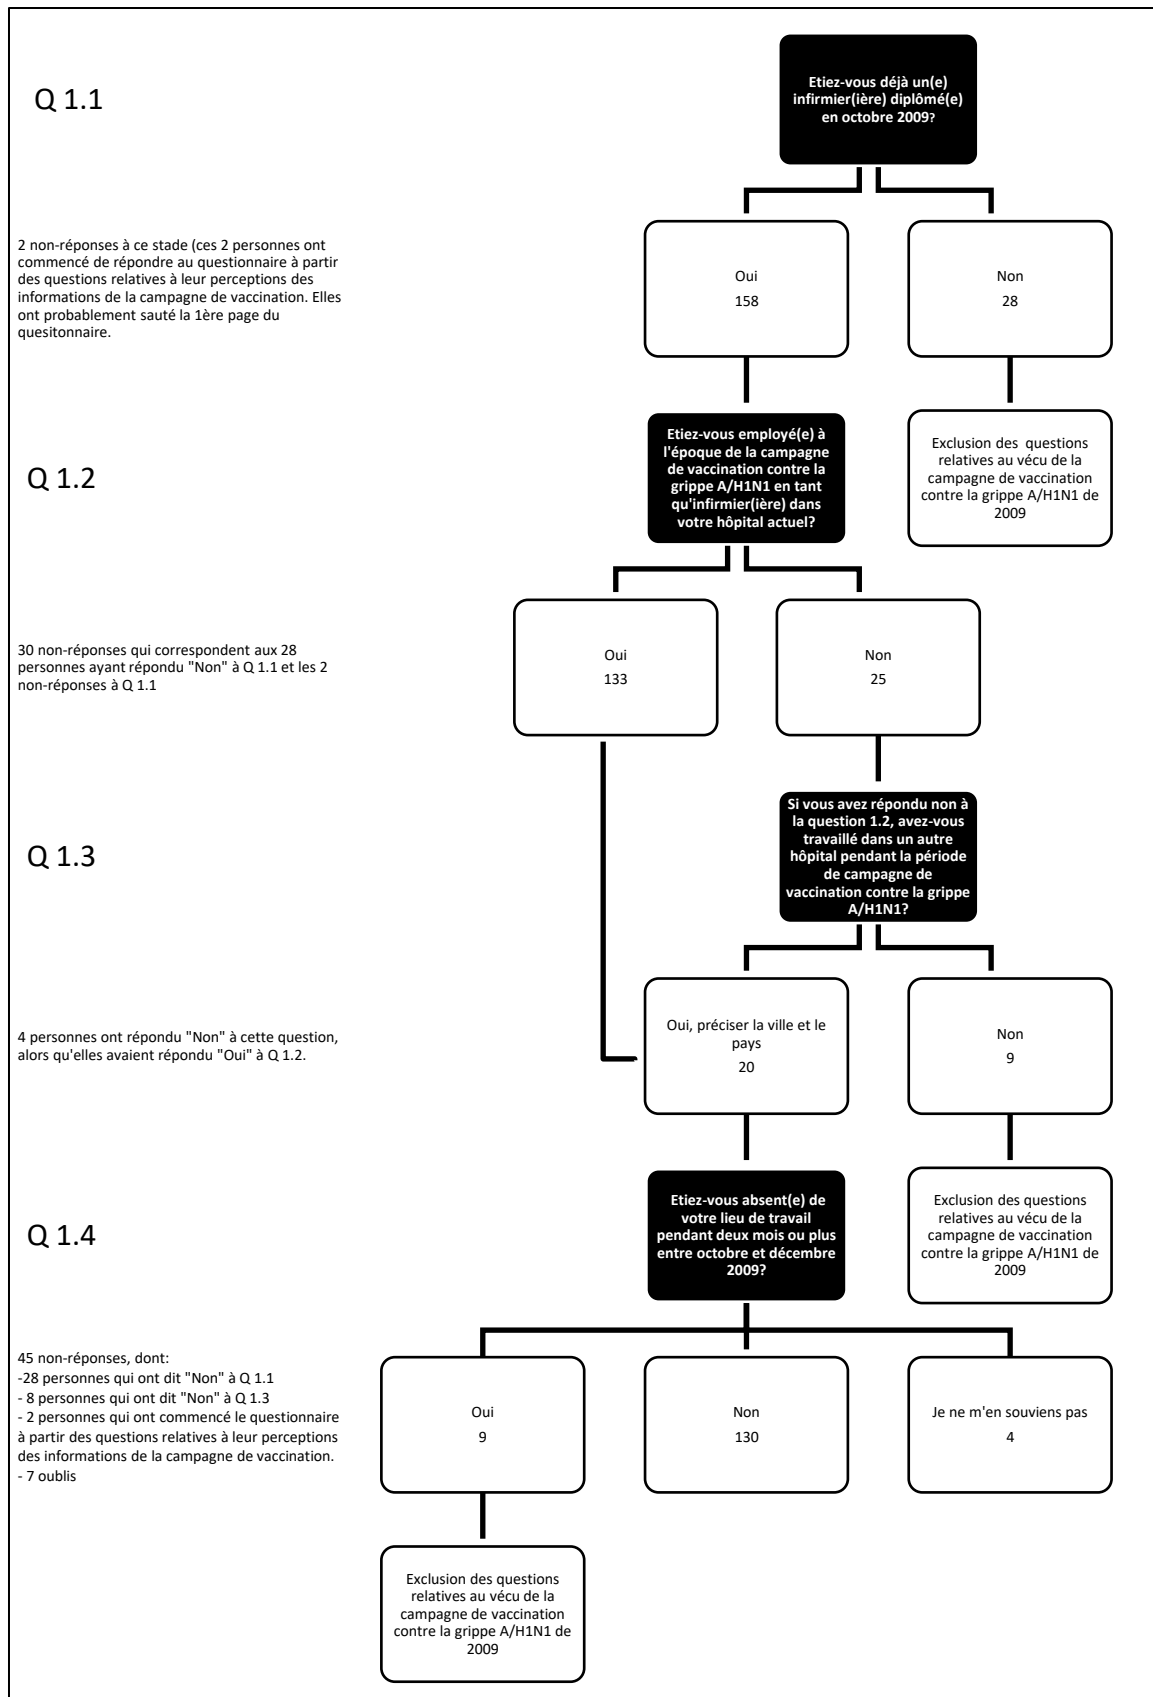 Q 1.1
Etiez-vous déjà un(e)
infirmier(ière) diplômé(e)
en octobre 2009?
2 non-réponses à ce stade (ces 2 personnes ont
commencé de répondre au questionnaire à partir
des questions relatives à leur perceptions des
informations de la campagne de vaccination. Elles
ont probablement sauté la 1ère page du
quesitonnaire.
Oui
158
Non
28
Q 1.2
Etiez-vous employé(e) à
l'époque de la campagne
de vaccination contre la
grippe A/H1N1 en tant
qu'infirmier(ière) dans
votre hôpital actuel?
Exclusion des questions
relatives au vécu de la
campagne de vaccination
contre la grippe A/H1N1 de
2009
30 non-réponses qui correspondent aux 28
personnes ayant répondu "Non" à Q 1.1 et les 2
non-réponses à Q 1.1
Oui
133
Non
25
Q 1.3
Si vous avez répondu non à
la question 1.2, avez-vous
travaillé dans un autre
hôpital pendant la période
de campagne de
vaccination contre la grippe
A/H1N1?
4 personnes ont répondu "Non" à cette question,
alors qu'elles avaient répondu "Oui" à Q 1.2.
Oui, préciser la ville et le
pays
20
Non
9
Q 1.4
Etiez-vous absent(e) de
votre lieu de travail
pendant deux mois ou plus
entre octobre et décembre
2009?
Exclusion des questions
relatives au vécu de la
campagne de vaccination
contre la grippe A/H1N1 de
2009
45 non-réponses, dont:
-28 personnes qui ont dit "Non" à Q 1.1
- 8 personnes qui ont dit "Non" à Q 1.3
- 2 personnes qui ont commencé le questionnaire
à partir des questions relatives à leur perceptions
des informations de la campagne de vaccination.
- 7 oublis
Oui
9
Non
130
Je ne m'en souviens pas
4
Exclusion des questions
relatives au vécu de la
campagne de vaccination
contre la grippe A/H1N1 de
2009